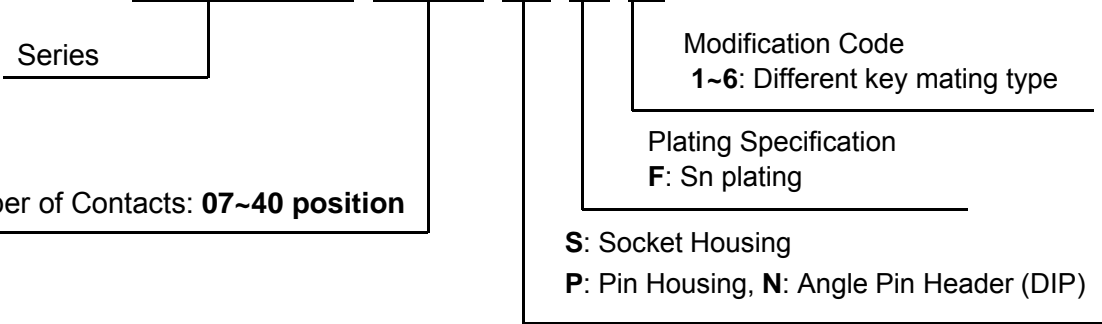 Series
Modification Code
1~6: Different key mating type
Plating Specification
F: Sn plating
of Contacts: 07~40 position
S: Socket Housing
P: Pin Housing, N: Angle Pin Header (DIP)